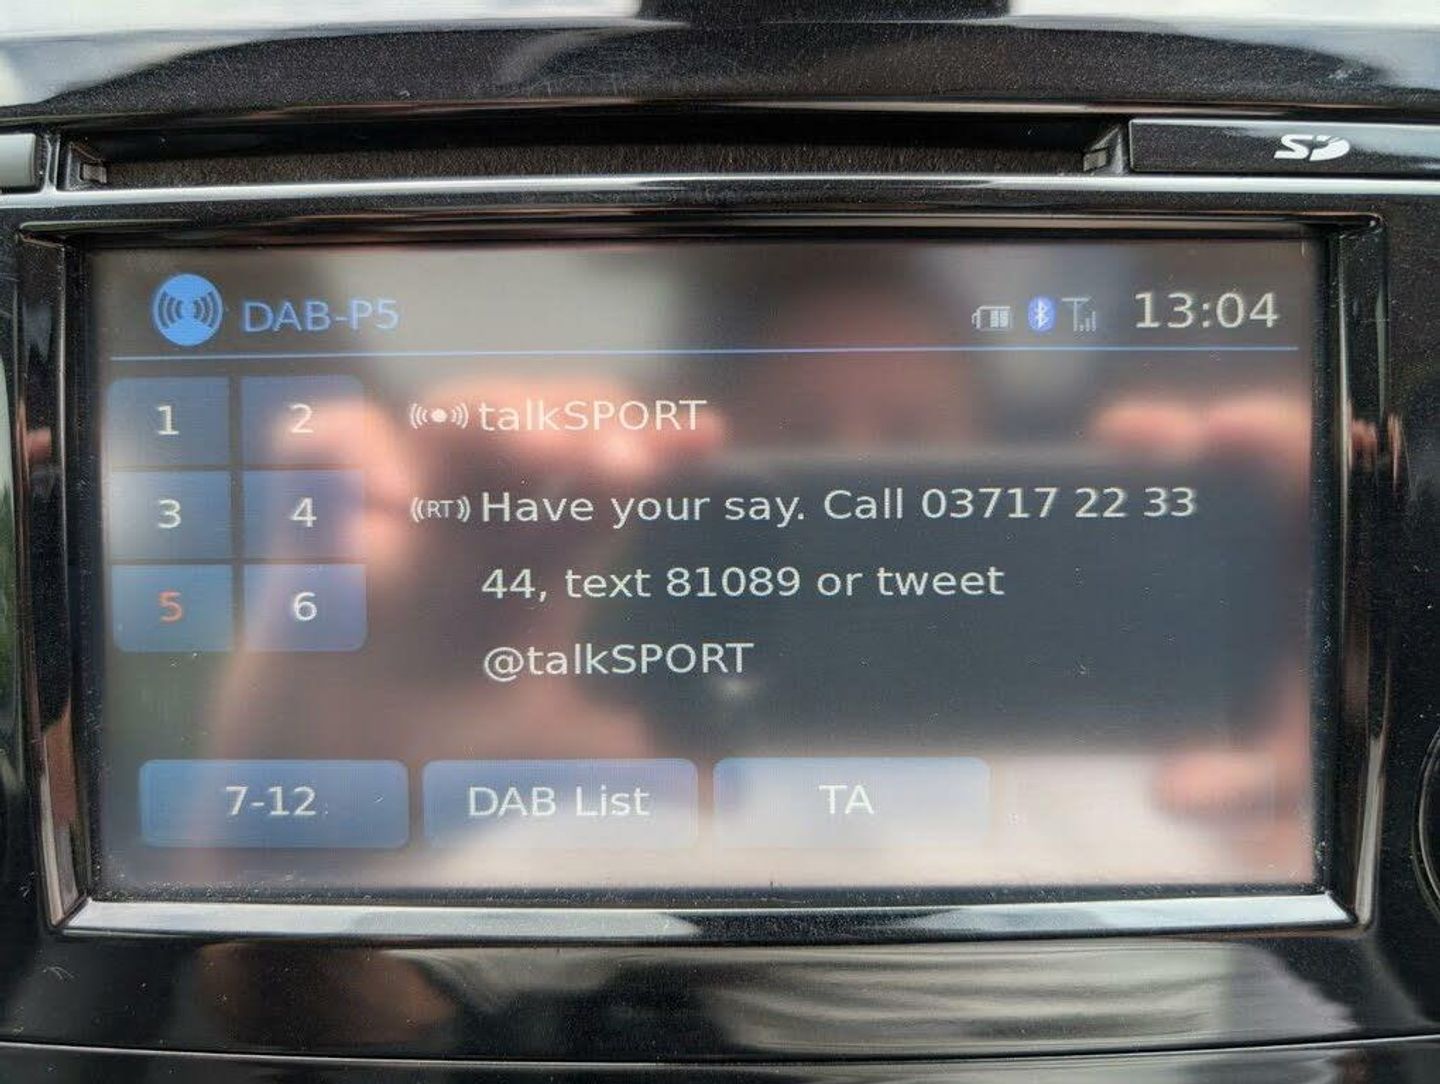 SD
DAB-P5
13:04
1 2
talkSPORT
3 4
RT Have your say. Call 03717 22 33
44, text 81089 or tweet
5 6
@talkSPORT
7-12 DAB List TA